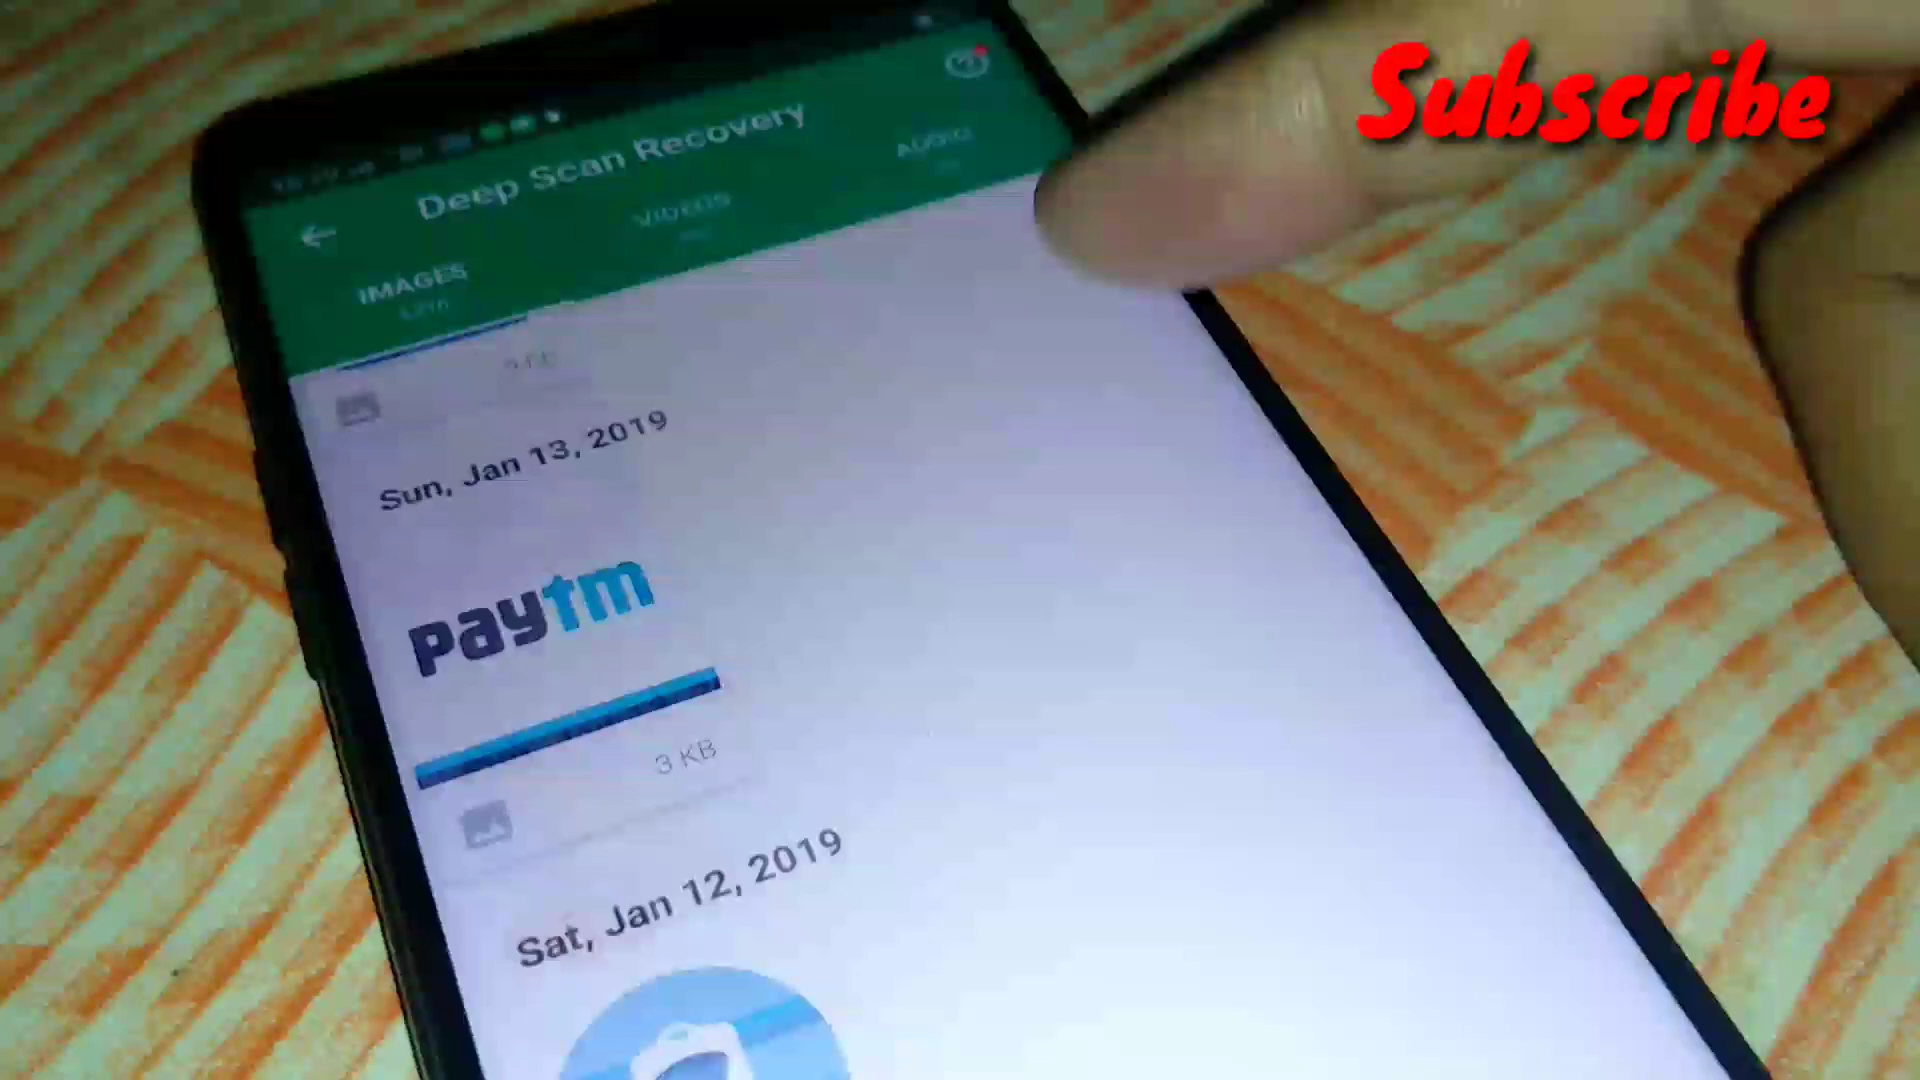 Subscribe
Deep Scan Recovery
IMAGES
VIDEOS
AUDIO
Sun, Jan 13, 2019
paytm
3 KB
Sat, Jan 12, 2019